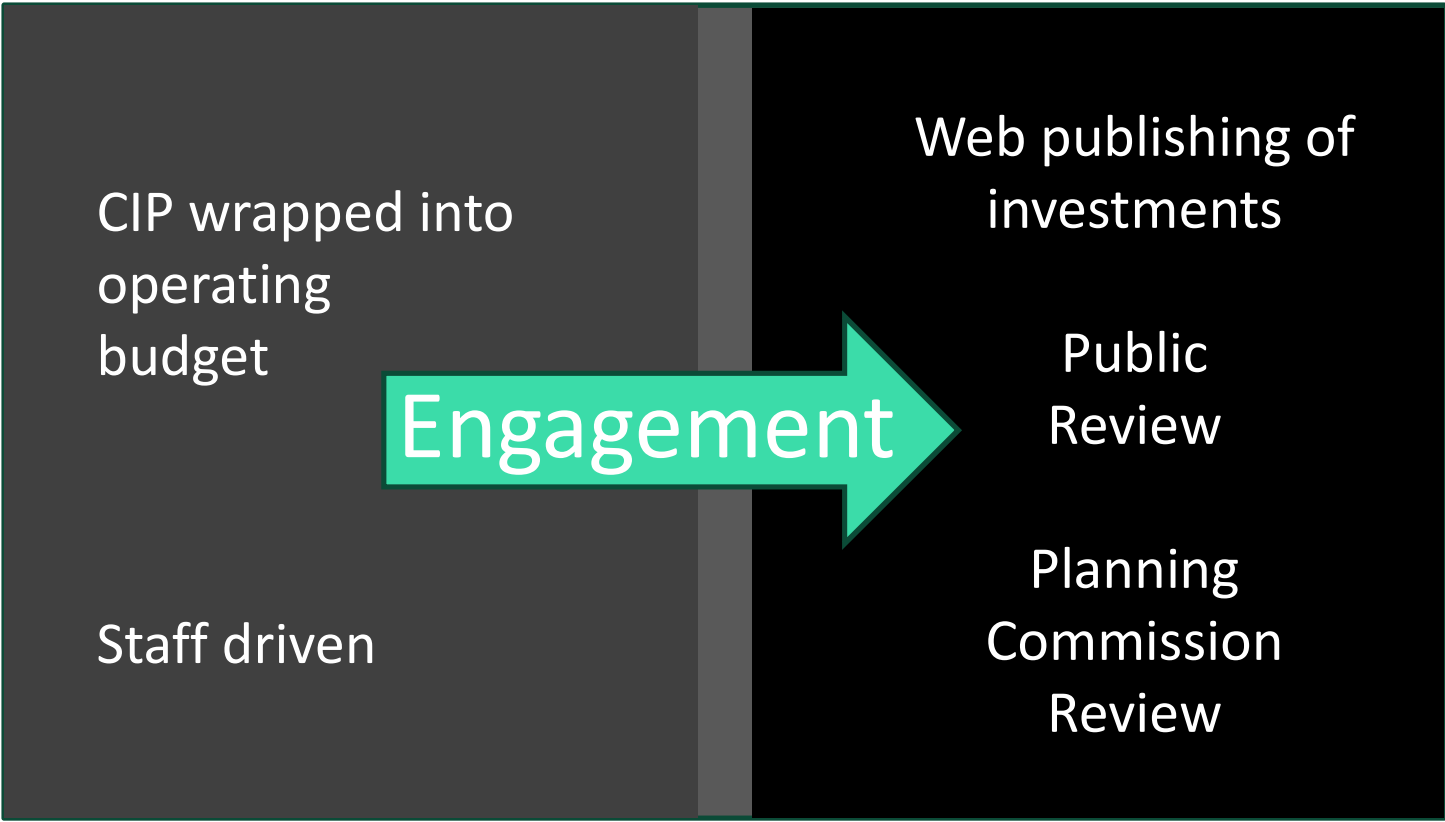 CIP wrapped into
operating
budget
Staff driven
Engagement
Web publishing of
investments
Public
Review
Planning
Commission
Review